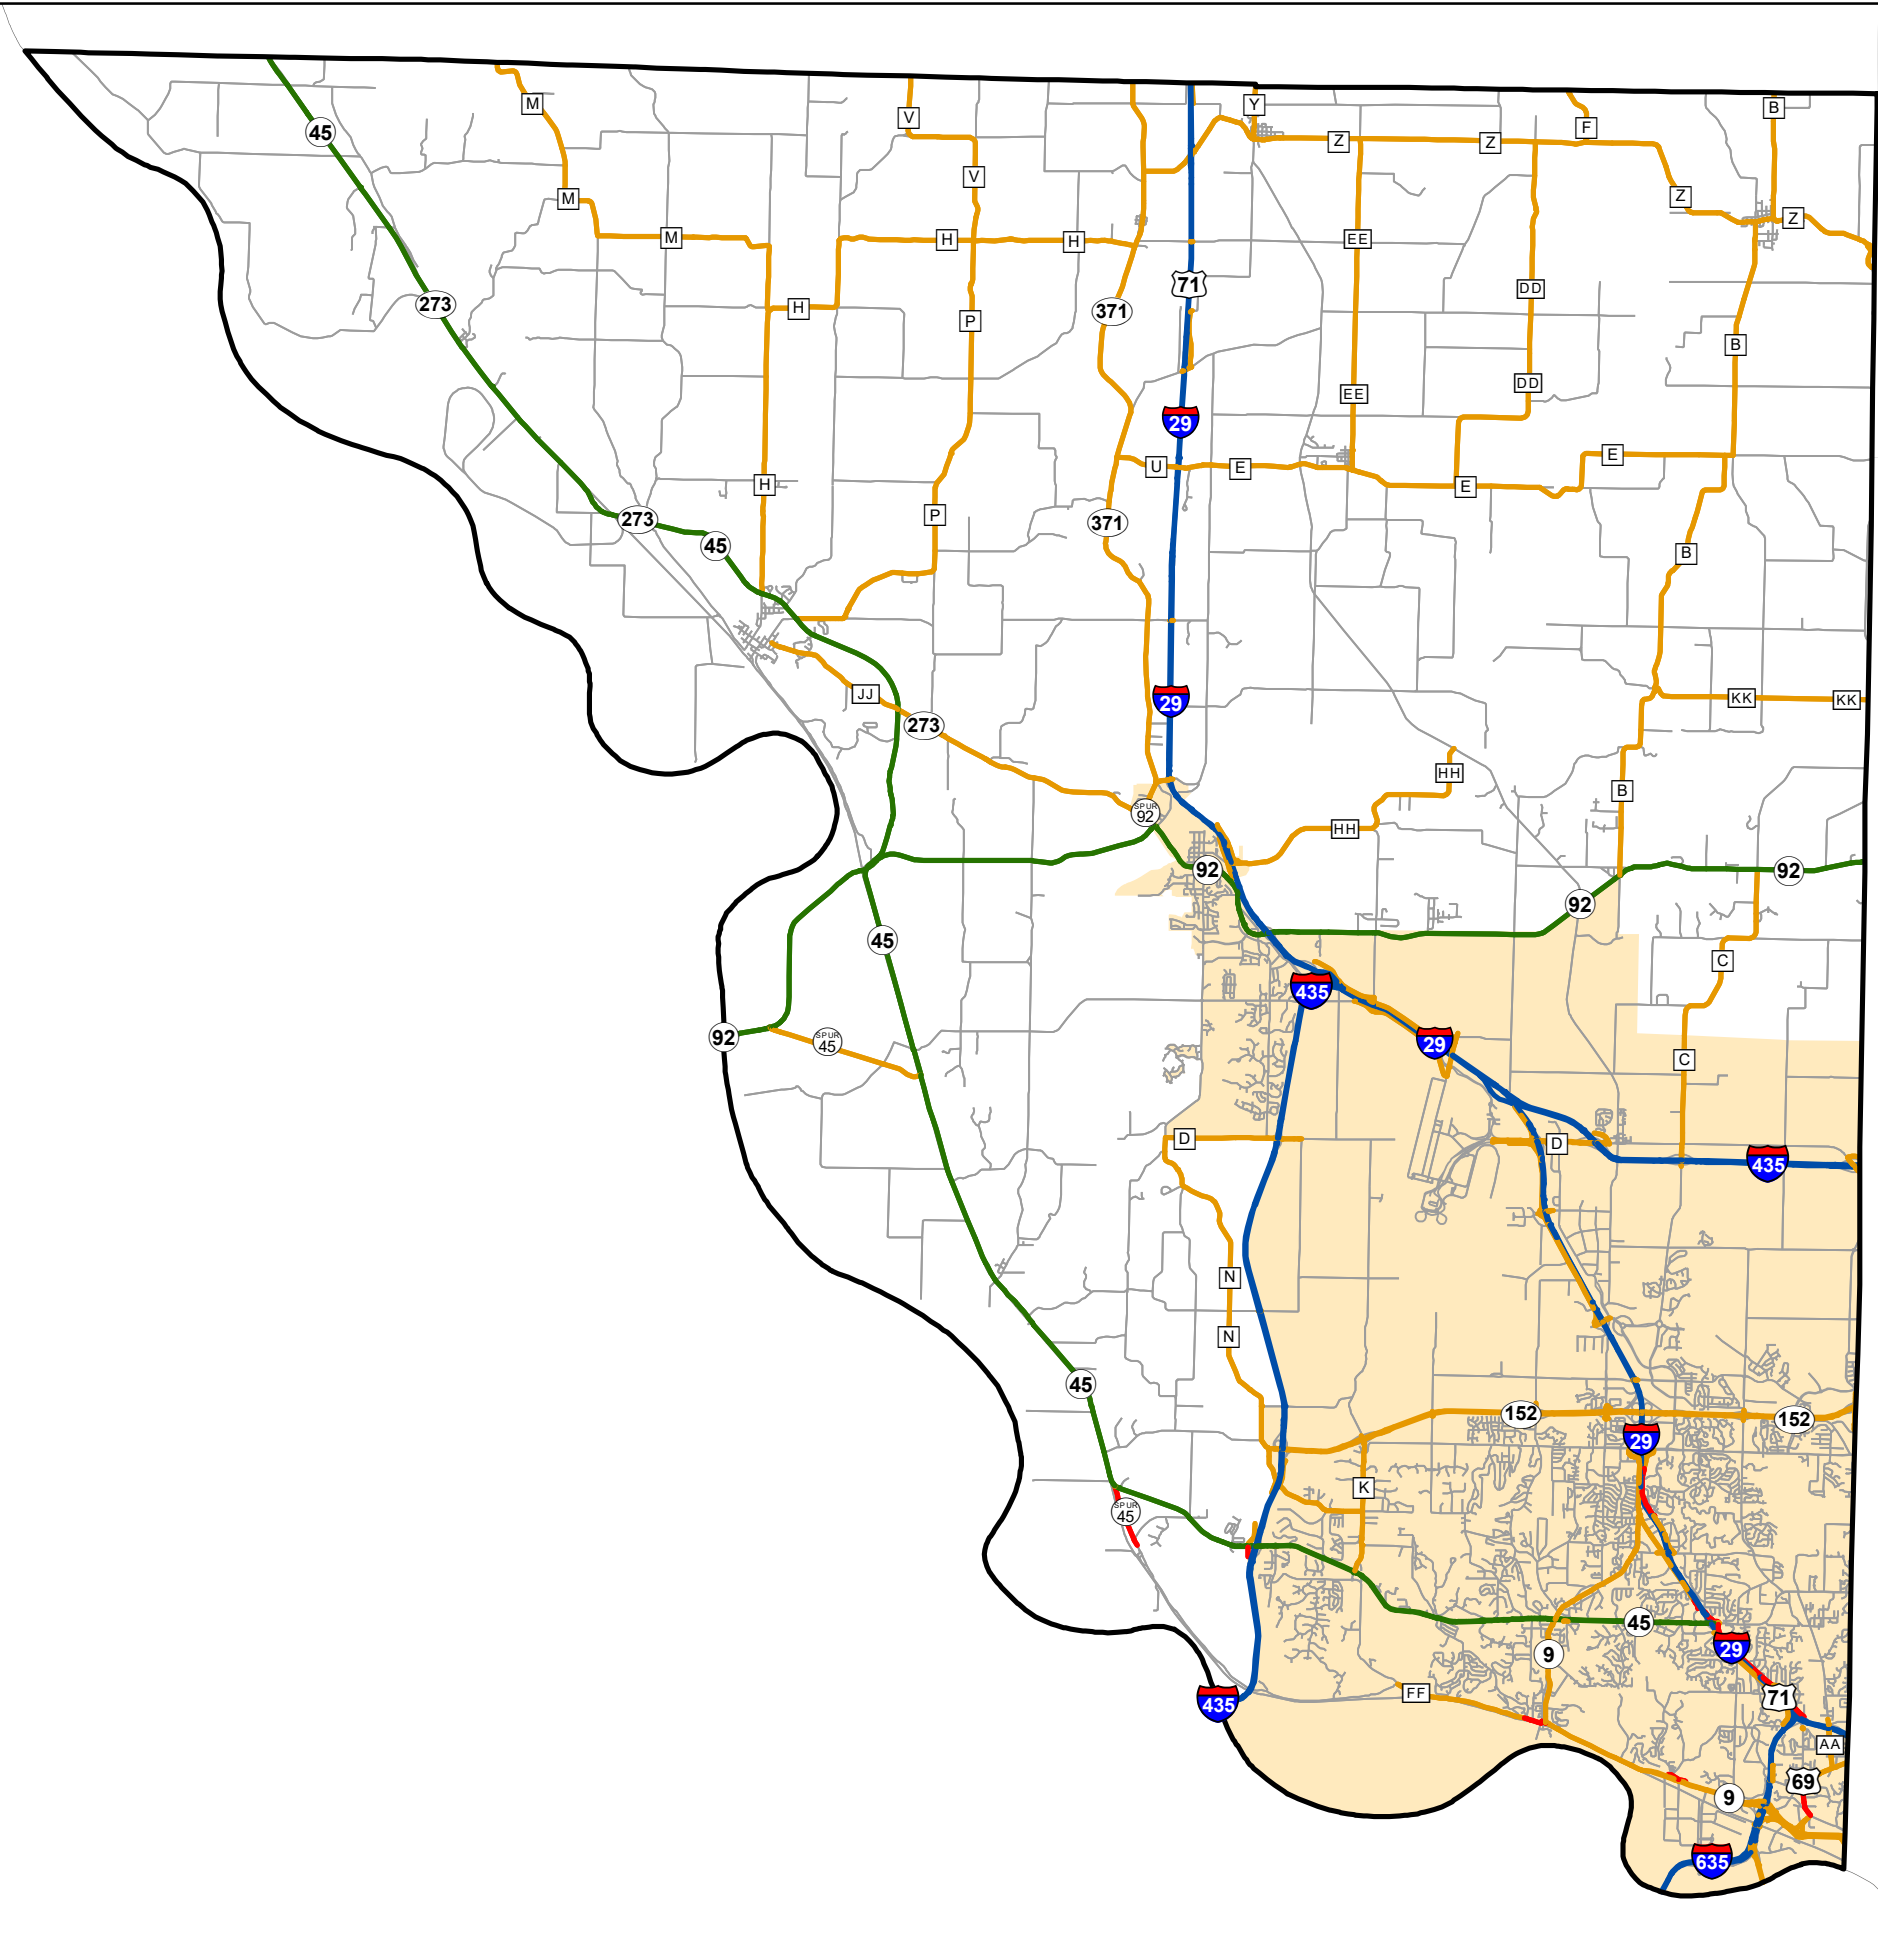 M
V
Y
B
45
Z
Z
F
V
M
Z
Z
M
H
H
EE
71
DD
273
H
371
P
B
DD
EE
29
E
U
E
H
E
P
273
371
45
B
JJ
29
KK
KK
273
HH
B
SPUR
92
HH
92
92
92
45
C
435
92
SPUR
45
29
C
D
D
435
N
N
45
152
152
29
K
SPUR
45
45
29
9
FF
71
435
AA
69
9
635